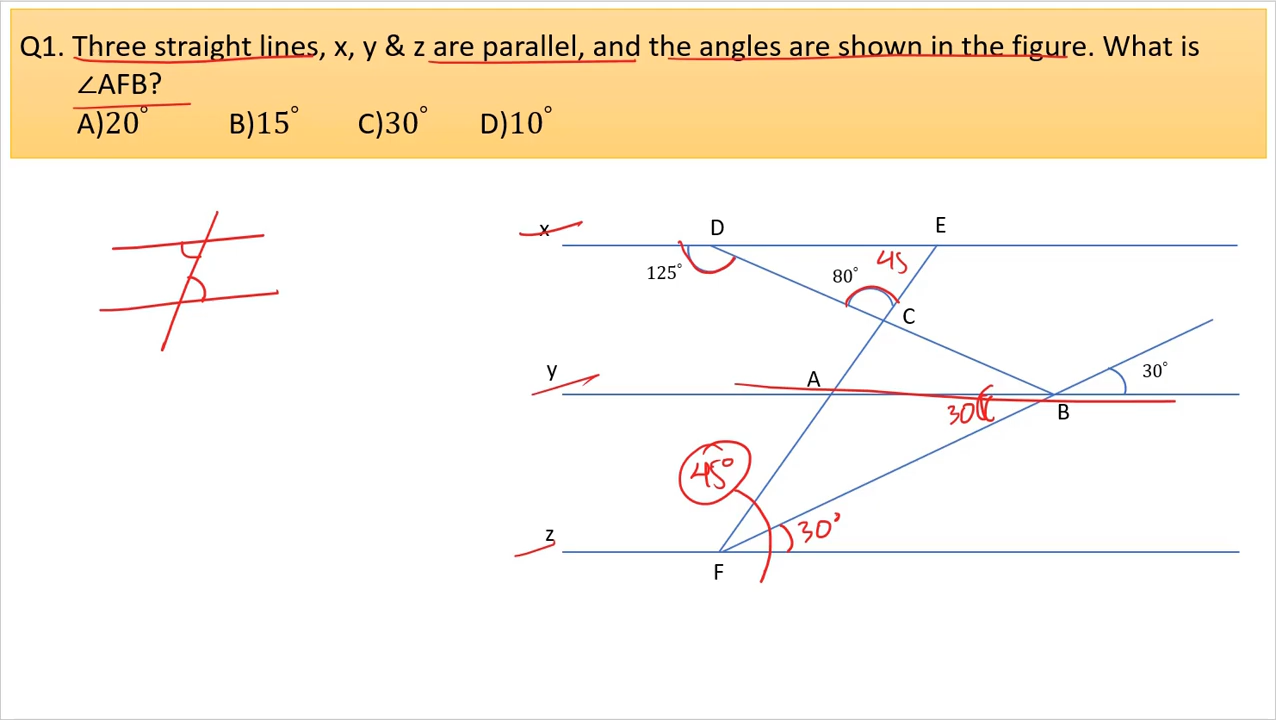 Q1. Three straight lines, x, y & z are parallel, and the angles are shown in the figure. What is
∠AFB?
A)20° B)15° C)30° D)10°
x D E
125° 80° 45
C
y A 30°
30 B
45°
z 30°
F